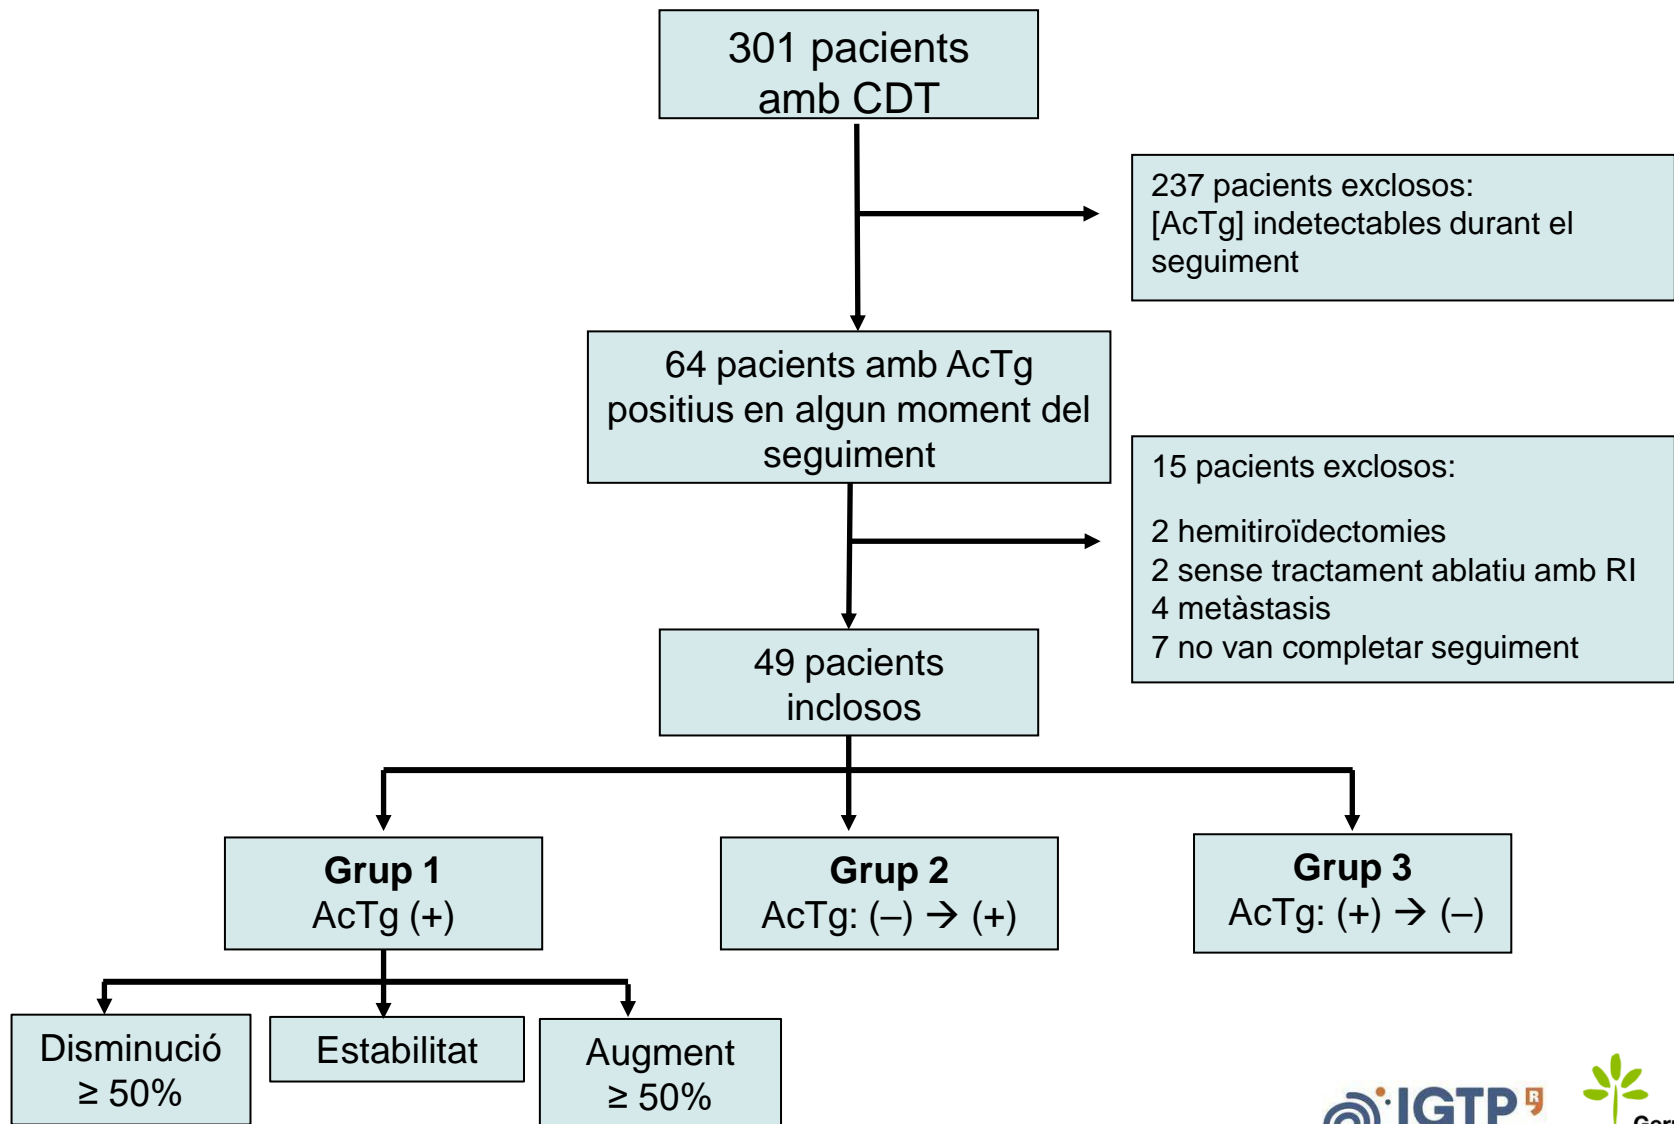 301 pacients
amb CDT
237 pacients exclosos:
[AcTg] indetectables durant el
seguiment
64 pacients amb AcTg
positius en algun moment del
seguiment
15 pacients exclosos:
2 hemitiroïdectomies
2 sense tractament ablatiu amb RI
4 metàstasis
7 no van completar seguiment
49 pacients
inclosos
Grup 1
AcTg (+)
Grup 2
AcTg: (–) → (+)
Grup 3
AcTg: (+) → (–)
Disminució
≥ 50%
Estabilitat
Augment
≥ 50%
IGTP